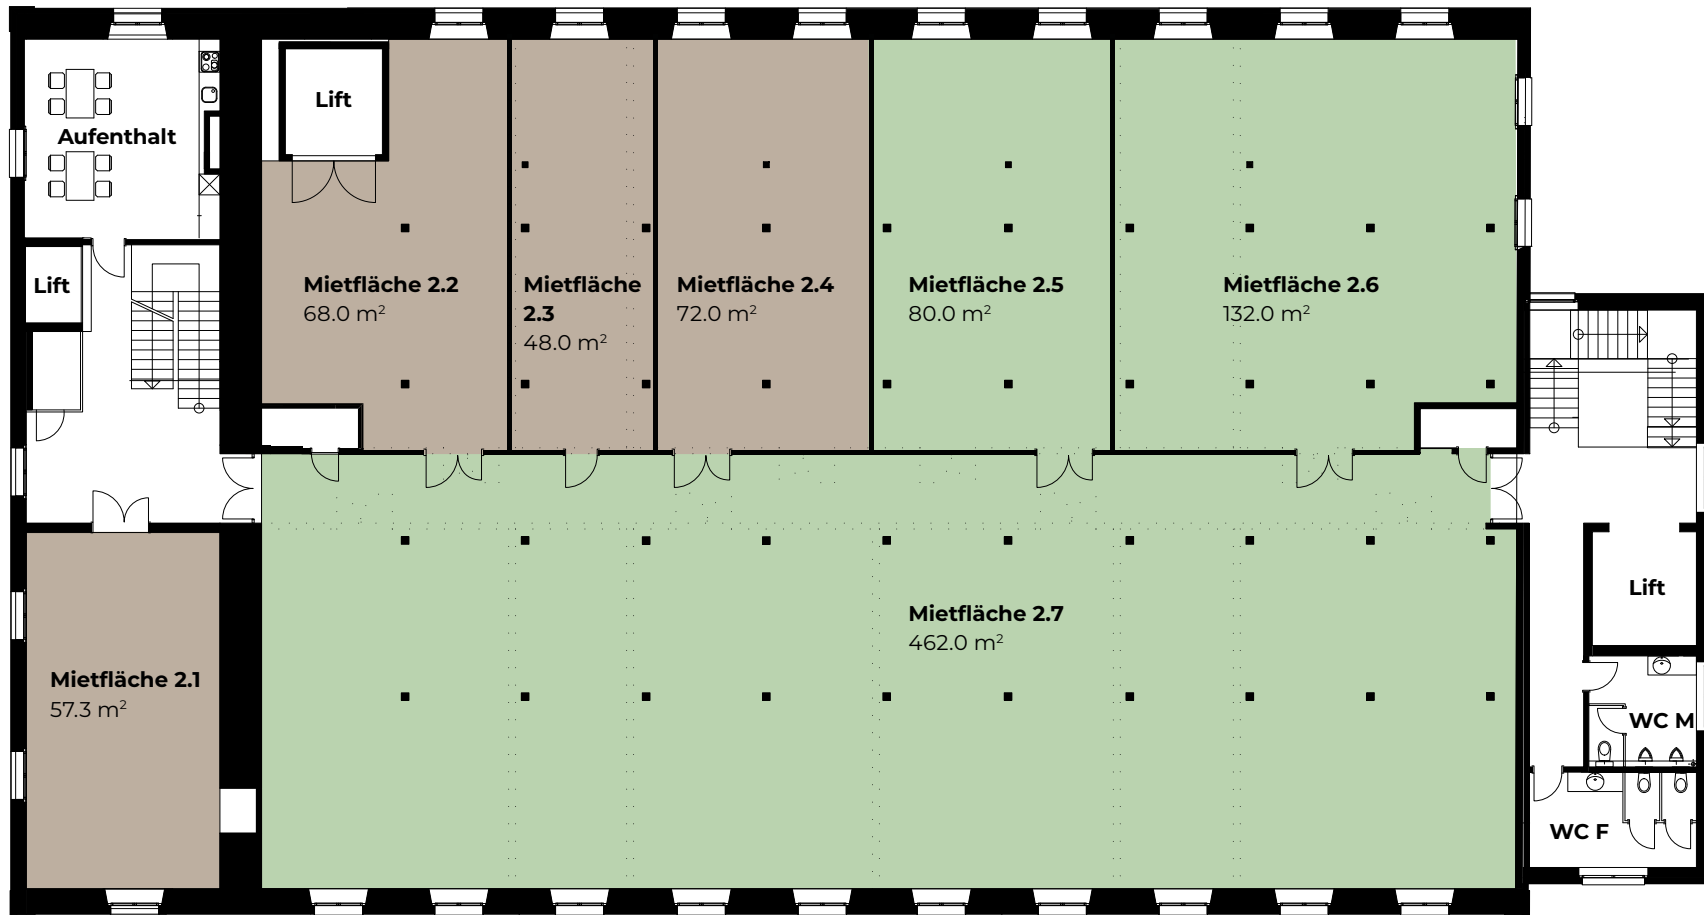 Lift
Aufenthalt
Lift
Mietfläche 2.2
68.0 m²
Mietfläche
2.3
48.0 m²
Mietfläche 2.4
72.0 m²
Mietfläche 2.5
80.0 m²
Mietfläche 2.6
132.0 m²
Mietfläche 2.7
462.0 m²
Lift
Mietfläche 2.1
57.3 m²
WC M
WC F